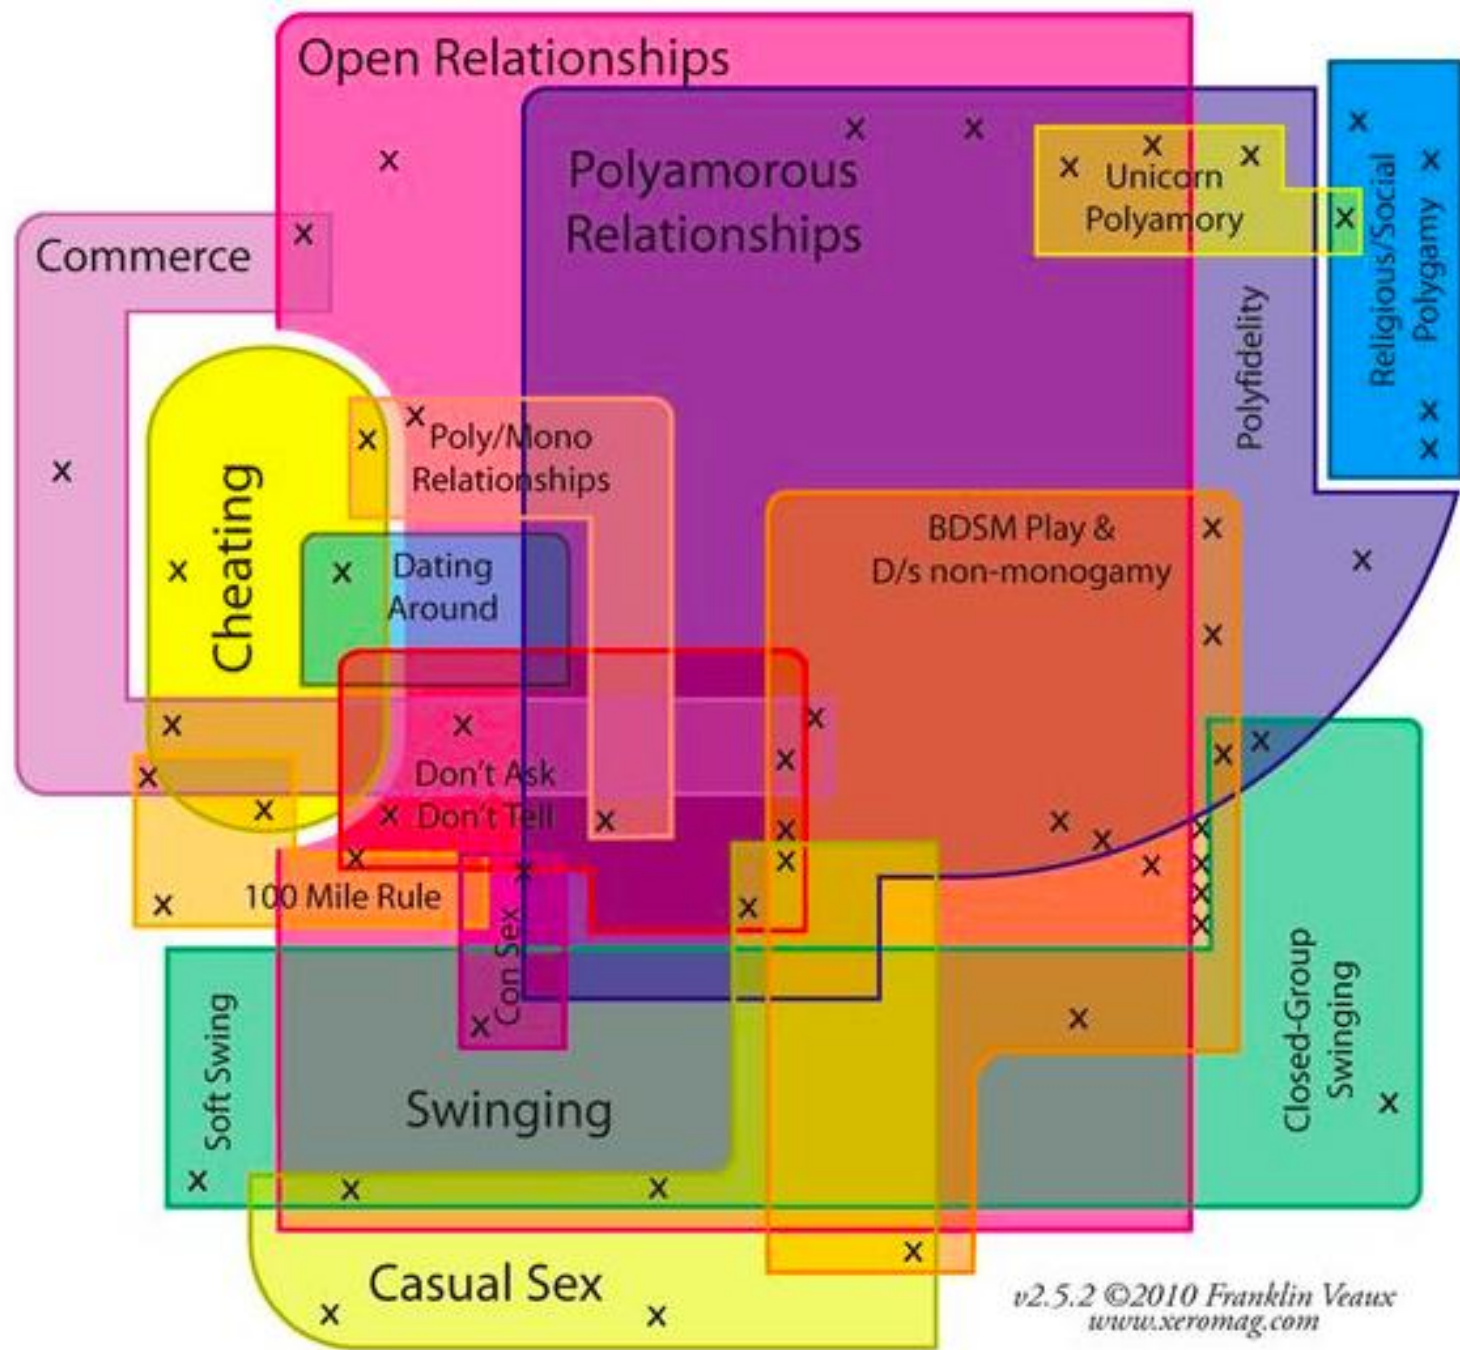 Open Relationships
Polyamorous
Relationships
Unicorn
Polyamory
Religious/Social
Polygamy
Commerce
Polyfidelity
Poly/Mono
Relationships
Cheating
BDSM Play &
D/s non-monogamy
Dating
Around
Don't Ask
Don't Tell
100 Mile Rule
Con Sex
Soft Swing
Swinging
Closed-Group
Swinging
Casual Sex
v2.5.2 ©2010 Franklin Veaux
www.xeromag.com